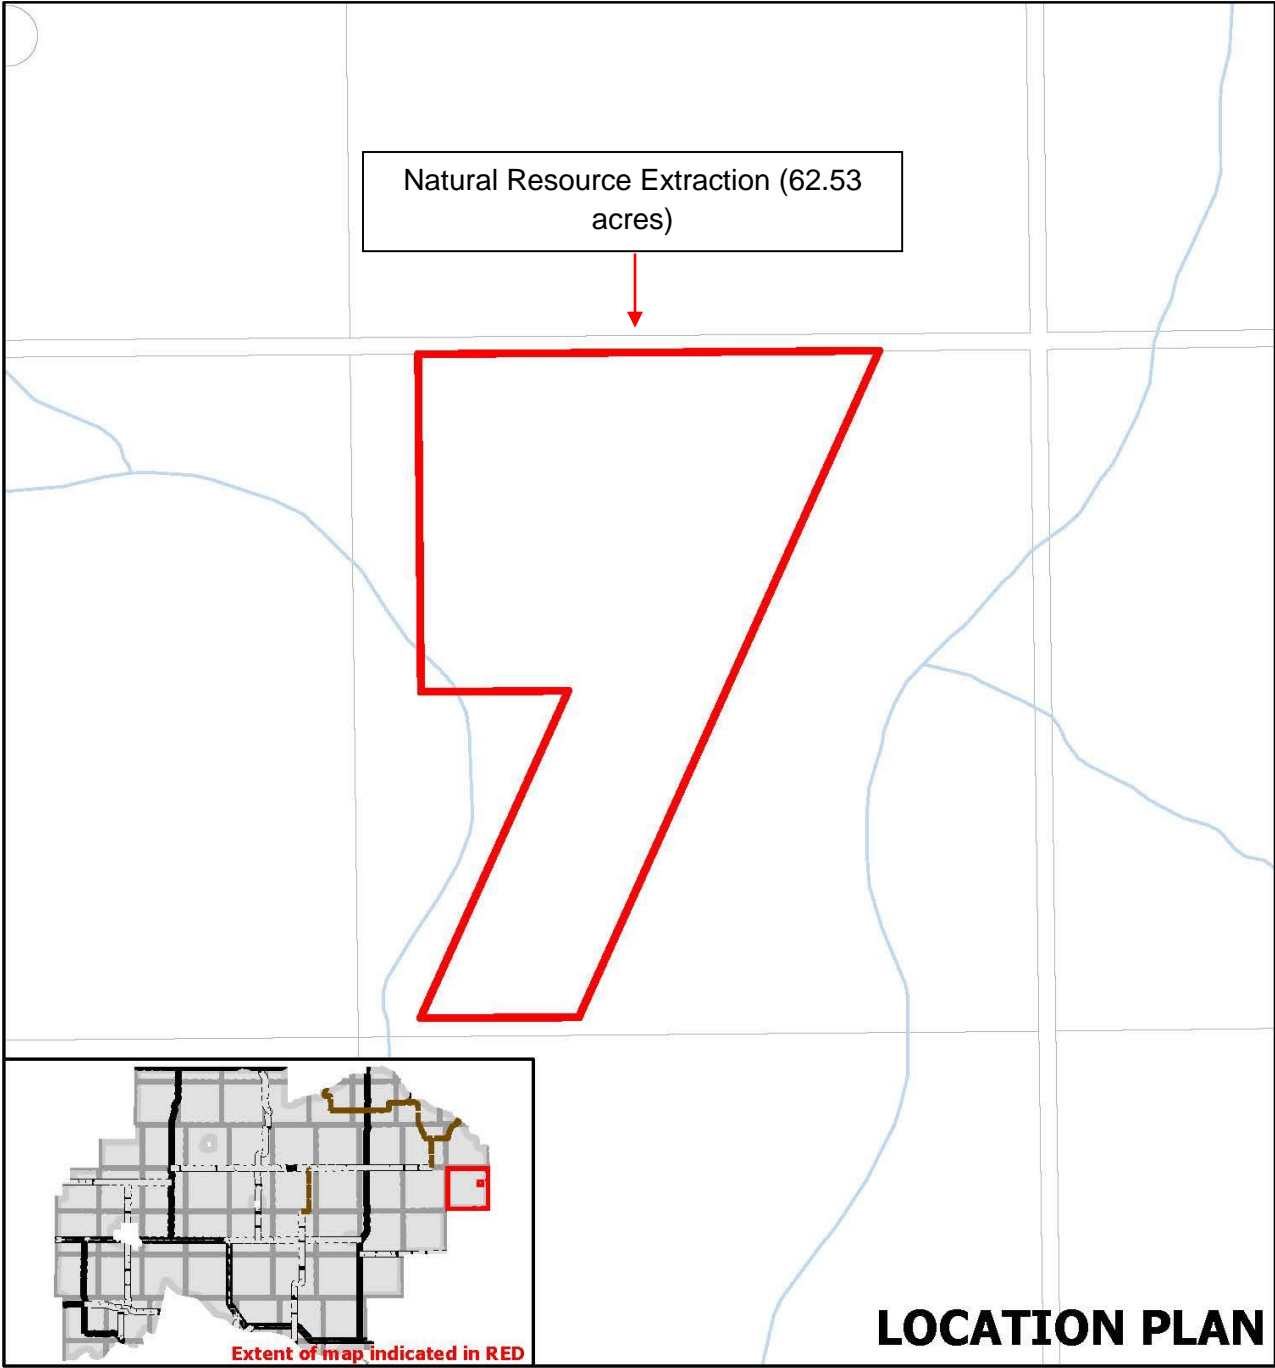 Natural Resource Extraction (62.53
acres)
Extent of map indicated in RED
LOCATION PLAN